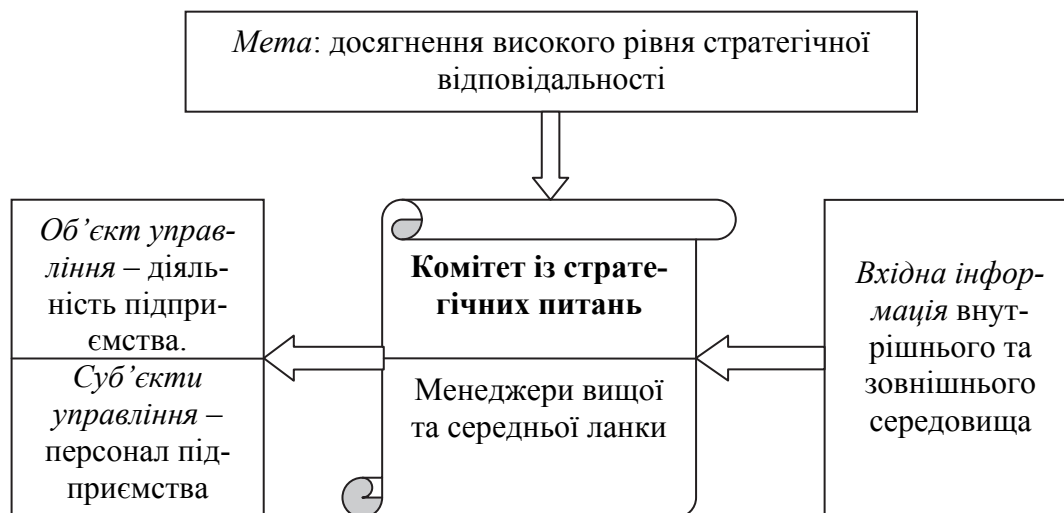 Мета: досягнення високого рівня стратегічної
відповідальності
Об’єкт управ-
ління – діяль-
ність підпри-
ємства.
Суб’єкти
управління –
персонал під-
приємства
Комітет із страте-
гічних питань
Менеджери вищої
та середньої ланки
Вхідна інфор-
мація внут-
рішнього та
зовнішнього
середовища